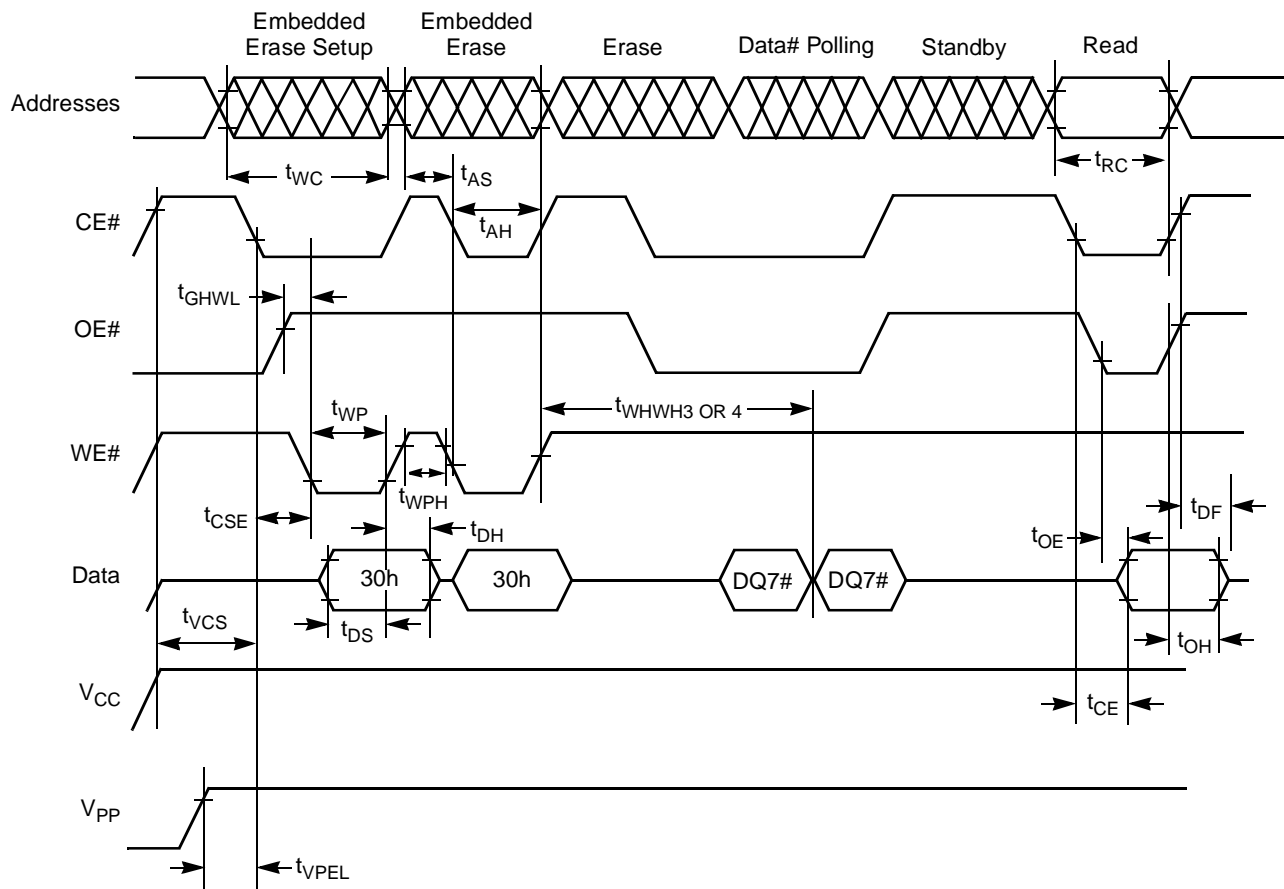 Embedded
Erase Setup
Embedded
Erase
Erase
Data# Polling
Standby
Read
Addresses
tWC
tAS
tRC
CE#
tAH
tGHWL
OE#
tWP
tWHWH3 OR 4
WE#
tWPH
tCSE
tDH
tDF
tOE
Data
30h
30h
DQ7#
DQ7#
tVCS
tDS
tOH
VCC
tCE
VPP
tVPEL